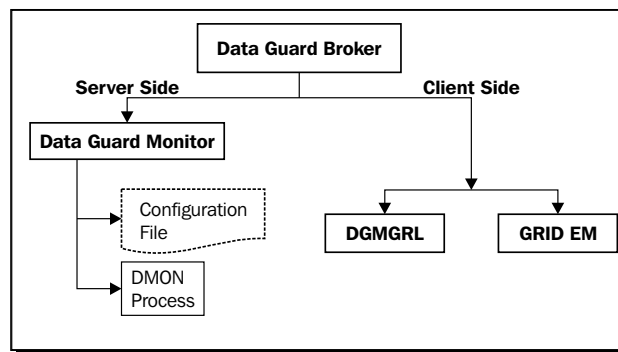 Data Guard Broker
Server Side
Client Side
Data Guard Monitor
Configuration
File
DGMGRL
GRID EM
DMON
Process